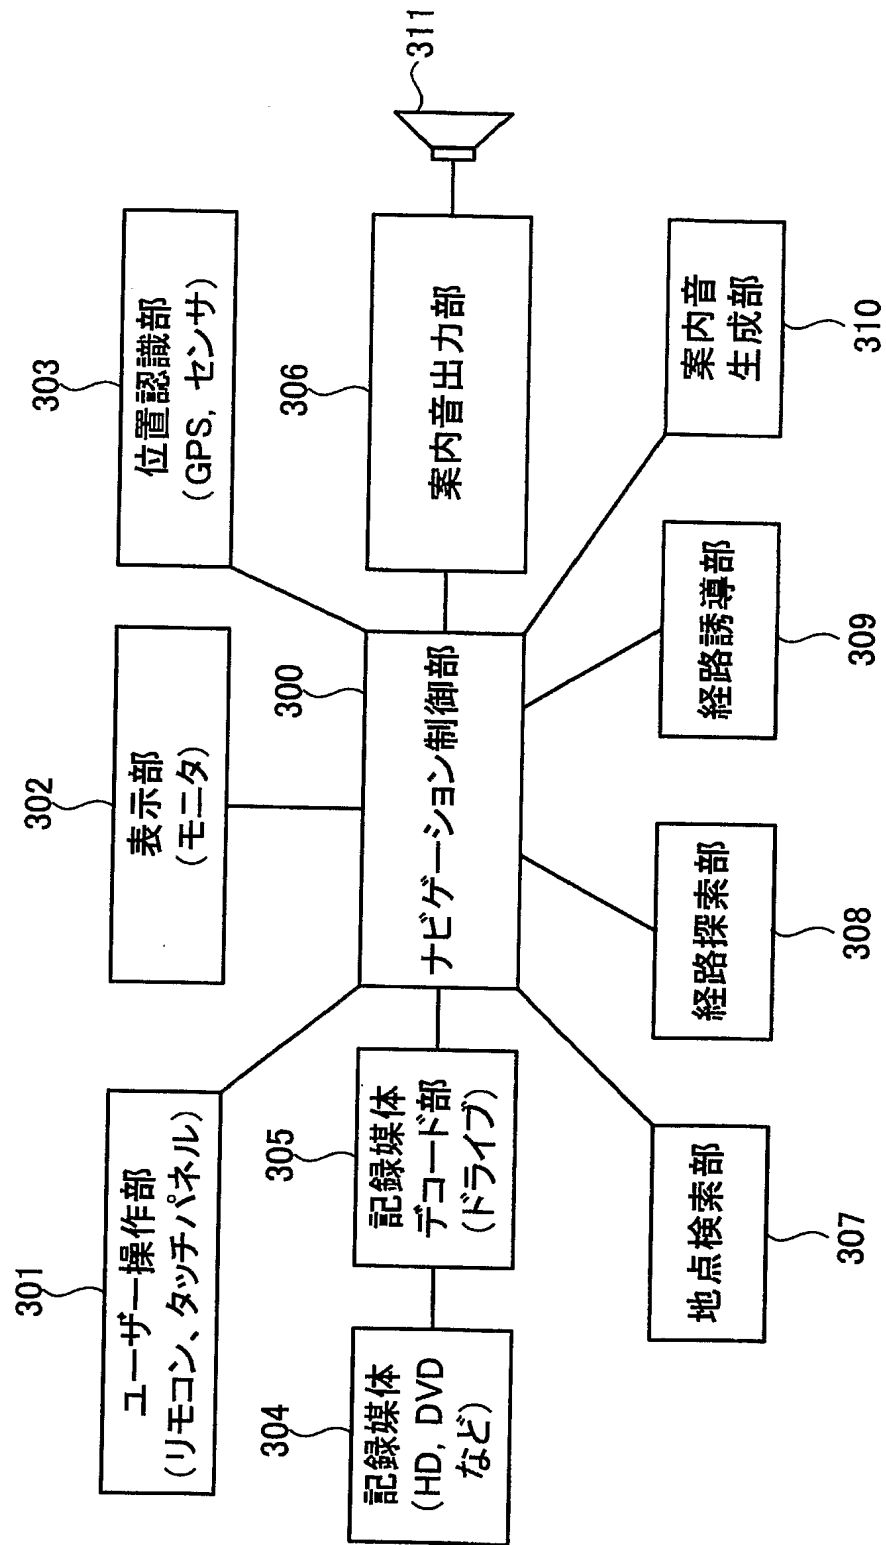 301
ユーザー操作部
(リモコン、タッチパネル)
302
表示部
(モニタ)
303
位置認識部
(GPS, センサ)
304
記録媒体
(HD, DVD
など)
305
記録媒体
デコード部
(ドライブ)
300
ナビゲーション制御部
306
案内音出力部
311
307
地点検索部
308
経路探索部
309
経路誘導部
310
案内音
生成部